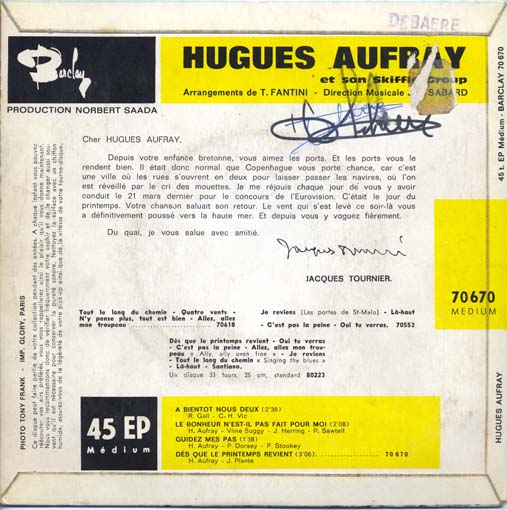 DEBAERE
Barclay
HUGUES AUFRAY
et son Skiffle Group
Arrangements de T. FANTINI - Direction Musicale SABARD
PRODUCTION NORBERT SAADA
Cher HUGUES AUFRAY,
Depuis votre enfance bretonne, vous aimez les ports. Et les ports vous le
rendent bien. Il était donc normal que Copenhague vous porte chance, car c'est
une ville où les rues s'ouvrent en deux pour laisser passer les navires, où l'on
est réveillé par le cri des mouettes. Je me réjouis chaque jour de vous y avoir
conduit le 21 mars dernier pour le concours de l'Eurovision. C'était le jour du
printemps. Votre chanson saluait son retour. Le vent qui s'est levé ce soir-là vous
a définitivement poussé vers la haute mer. Et depuis vous y voguez fièrement.
Du quai, je vous salue avec amitié.
JACQUES TOURNIER.
Tout le long du chemin - Quatre vents -
N'y pense plus, tout est bien - Allez, allez
mon troupeau 70618
Je reviens (Les portes de St-Malo) - Là-haut
- C'est pas la peine - Oui tu verras. 70553
Dès que le printemps revient - Oui tu verras
- C'est pas la peine - Allez, allez mon trou-
peau « Ally, ally oxen free » - Je reviens
- Tout le long du chemin « Singing the blues »
- Là-haut - Santiano.
Un disque 33 tours, 25 cm, standard 80223
70670
MEDIUM
45 EP
Médium
A BIENTOT NOUS DEUX (2'36)
R. Gall - C.H. Vic
LE BONHEUR N'EST-IL PAS FAIT POUR MOI (2'08)
H. Aufray - Vline Buggy - J. Herring - P. Sawtell
GUIDEZ MES PAS (1'38)
H. Aufray - P. Dorsey - P. Stookey
DÈS QUE LE PRINTEMPS REVIENT (3'06) 70 670
H. Aufray - J. Plante
45 t. EP Médium - BARCLAY 70 670
HUGUES AUFRAY
PHOTO TONY FRANK - IMP. GLORY, PARIS